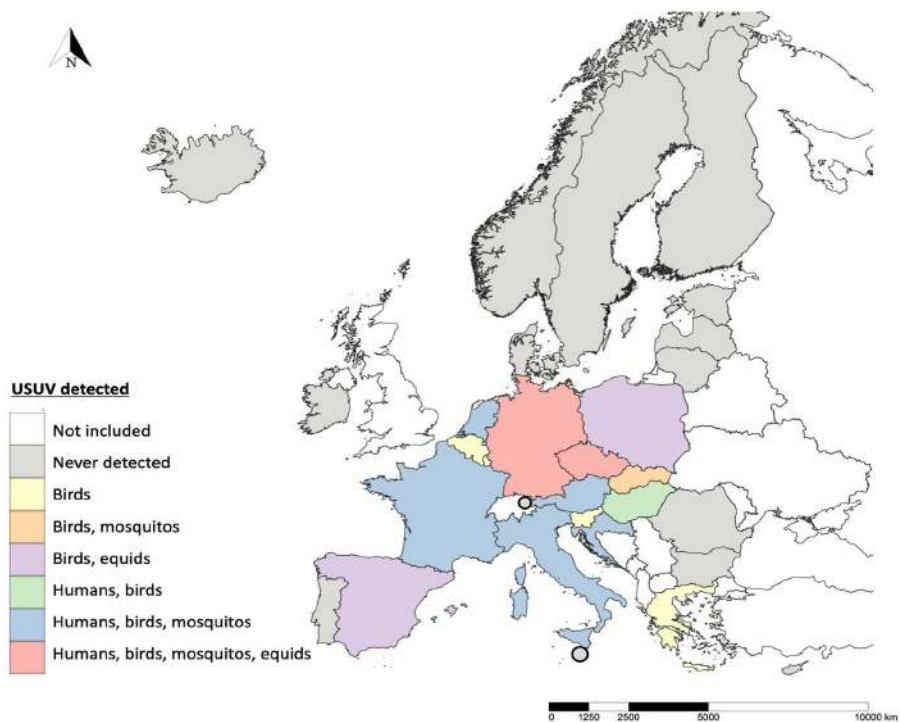 N
USUV detected
Not included
Never detected
Birds
Birds, mosquitos
Birds, equids
Humans, birds
Humans, birds, mosquitos
Humans, birds, mosquitos, equids
0 1250 2500 5000 10000 km